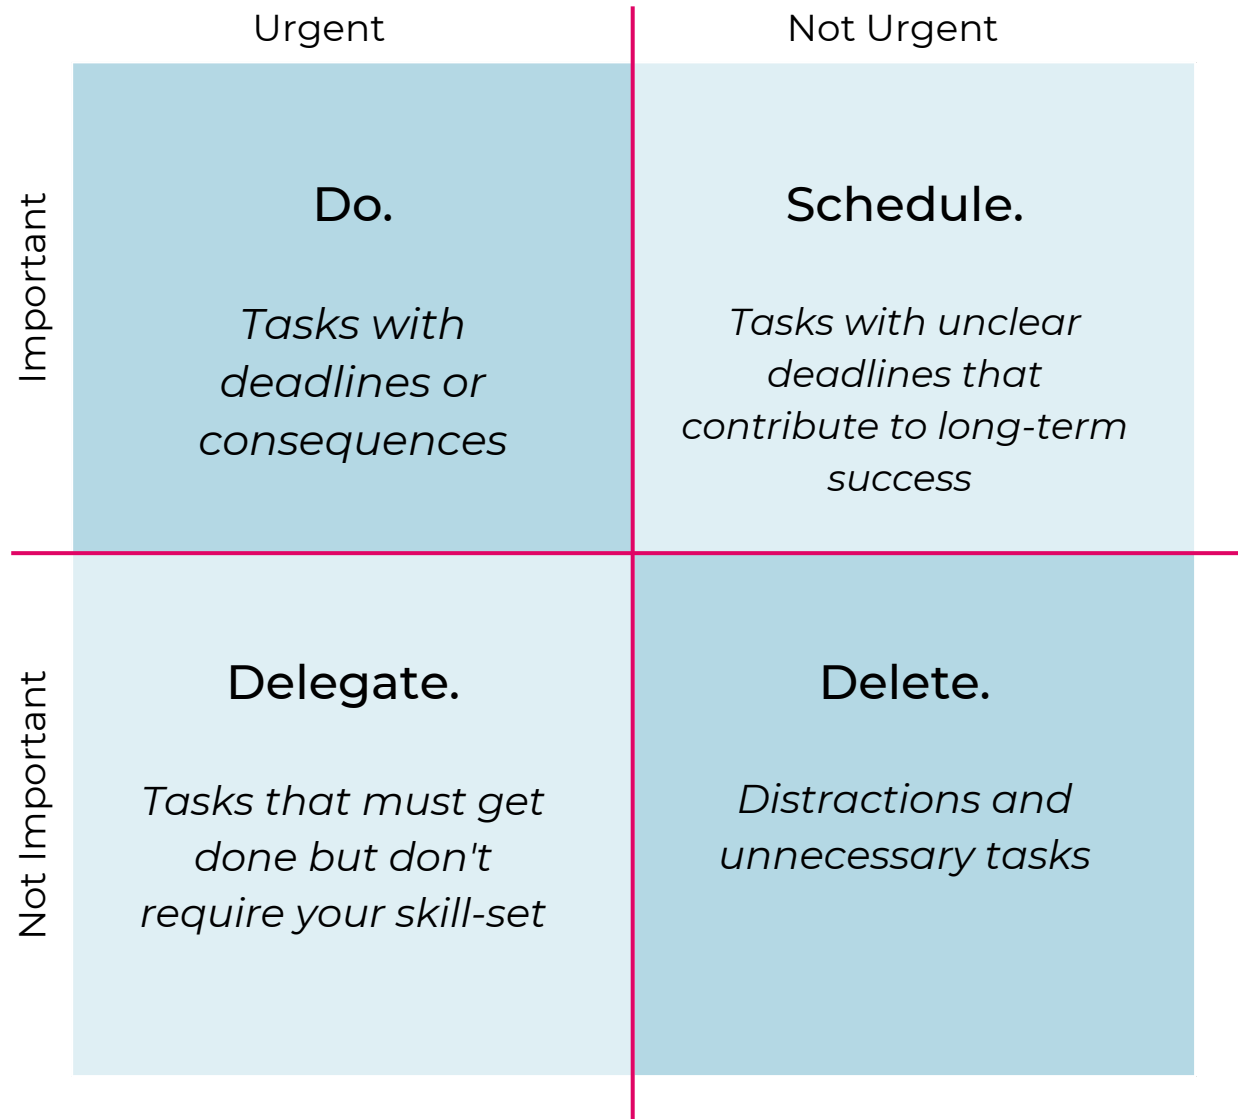 Urgent
Not Urgent
Important
Do.
Tasks with
deadlines or
consequences
Schedule.
Tasks with unclear
deadlines that
contribute to long-term
success
Not Important
Delegate.
Tasks that must get
done but don't
require your skill-set
Delete.
Distractions and
unnecessary tasks